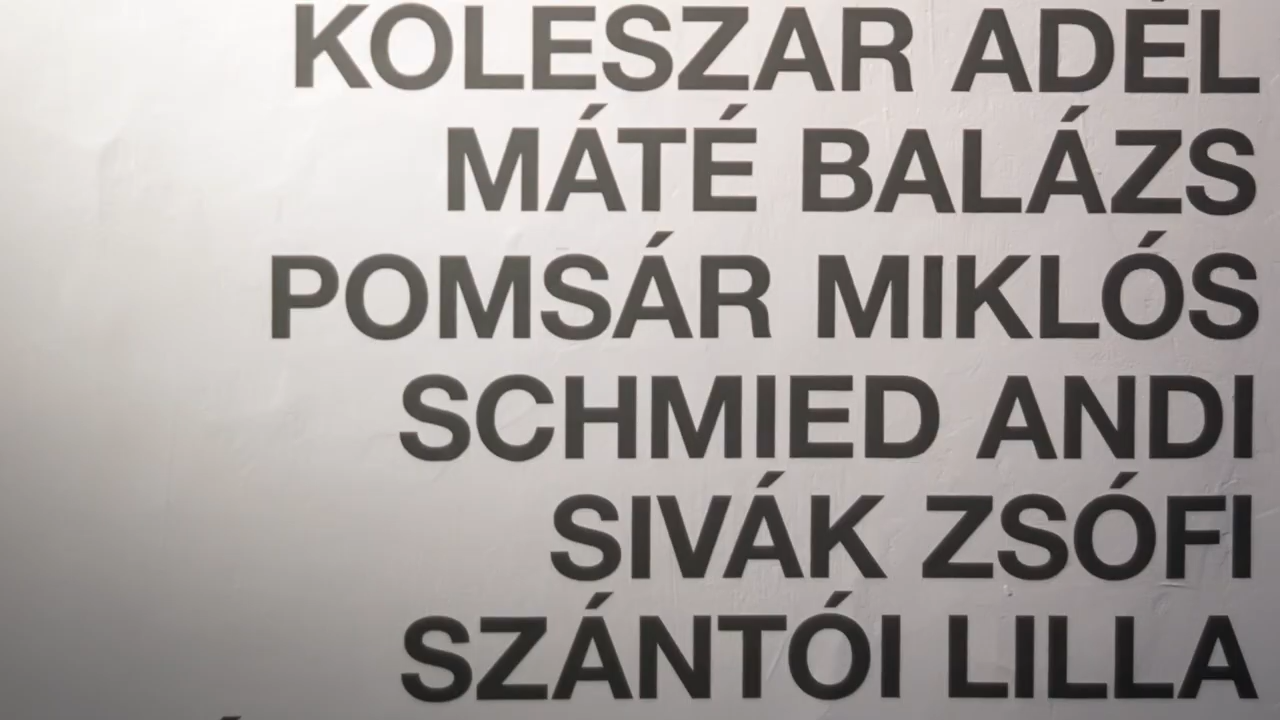 KOLESZAR ADÉL
MÁTÉ BALÁZS
POMSÁR MIKLÓS
SCHMIED ANDI
SIVÁK ZSÓFI
SZÁNTÓI LILLA